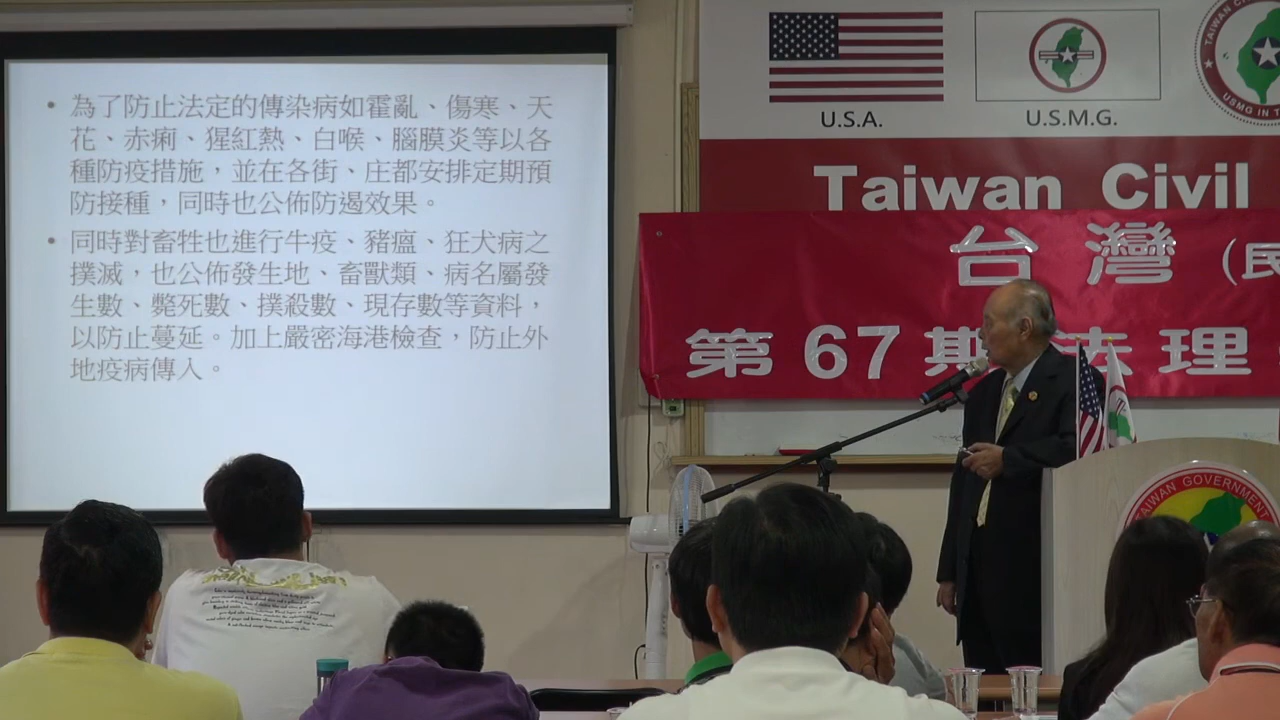 • 為了防止法定的傳染病如霍亂、傷寒、天
花、赤痢、猩紅熱、白喉、腦膜炎等以各
種防疫措施，並在各街、庄都安排定期預
防接種，同時也公佈防遏效果。
• 同時對畜牲也進行牛疫、豬瘟、狂犬病之
撲滅，也公佈發生地、畜獸類、病名屬發
生數、斃死數、撲殺數、現存數等資料，
以防止蔓延。加上嚴密海港檢查，防止外
地疫病傳入。
U.S.A.
U.S.M.G.
Taiwan Civil
台灣（民
第67期法理
TAIWAN GOVERNMENT